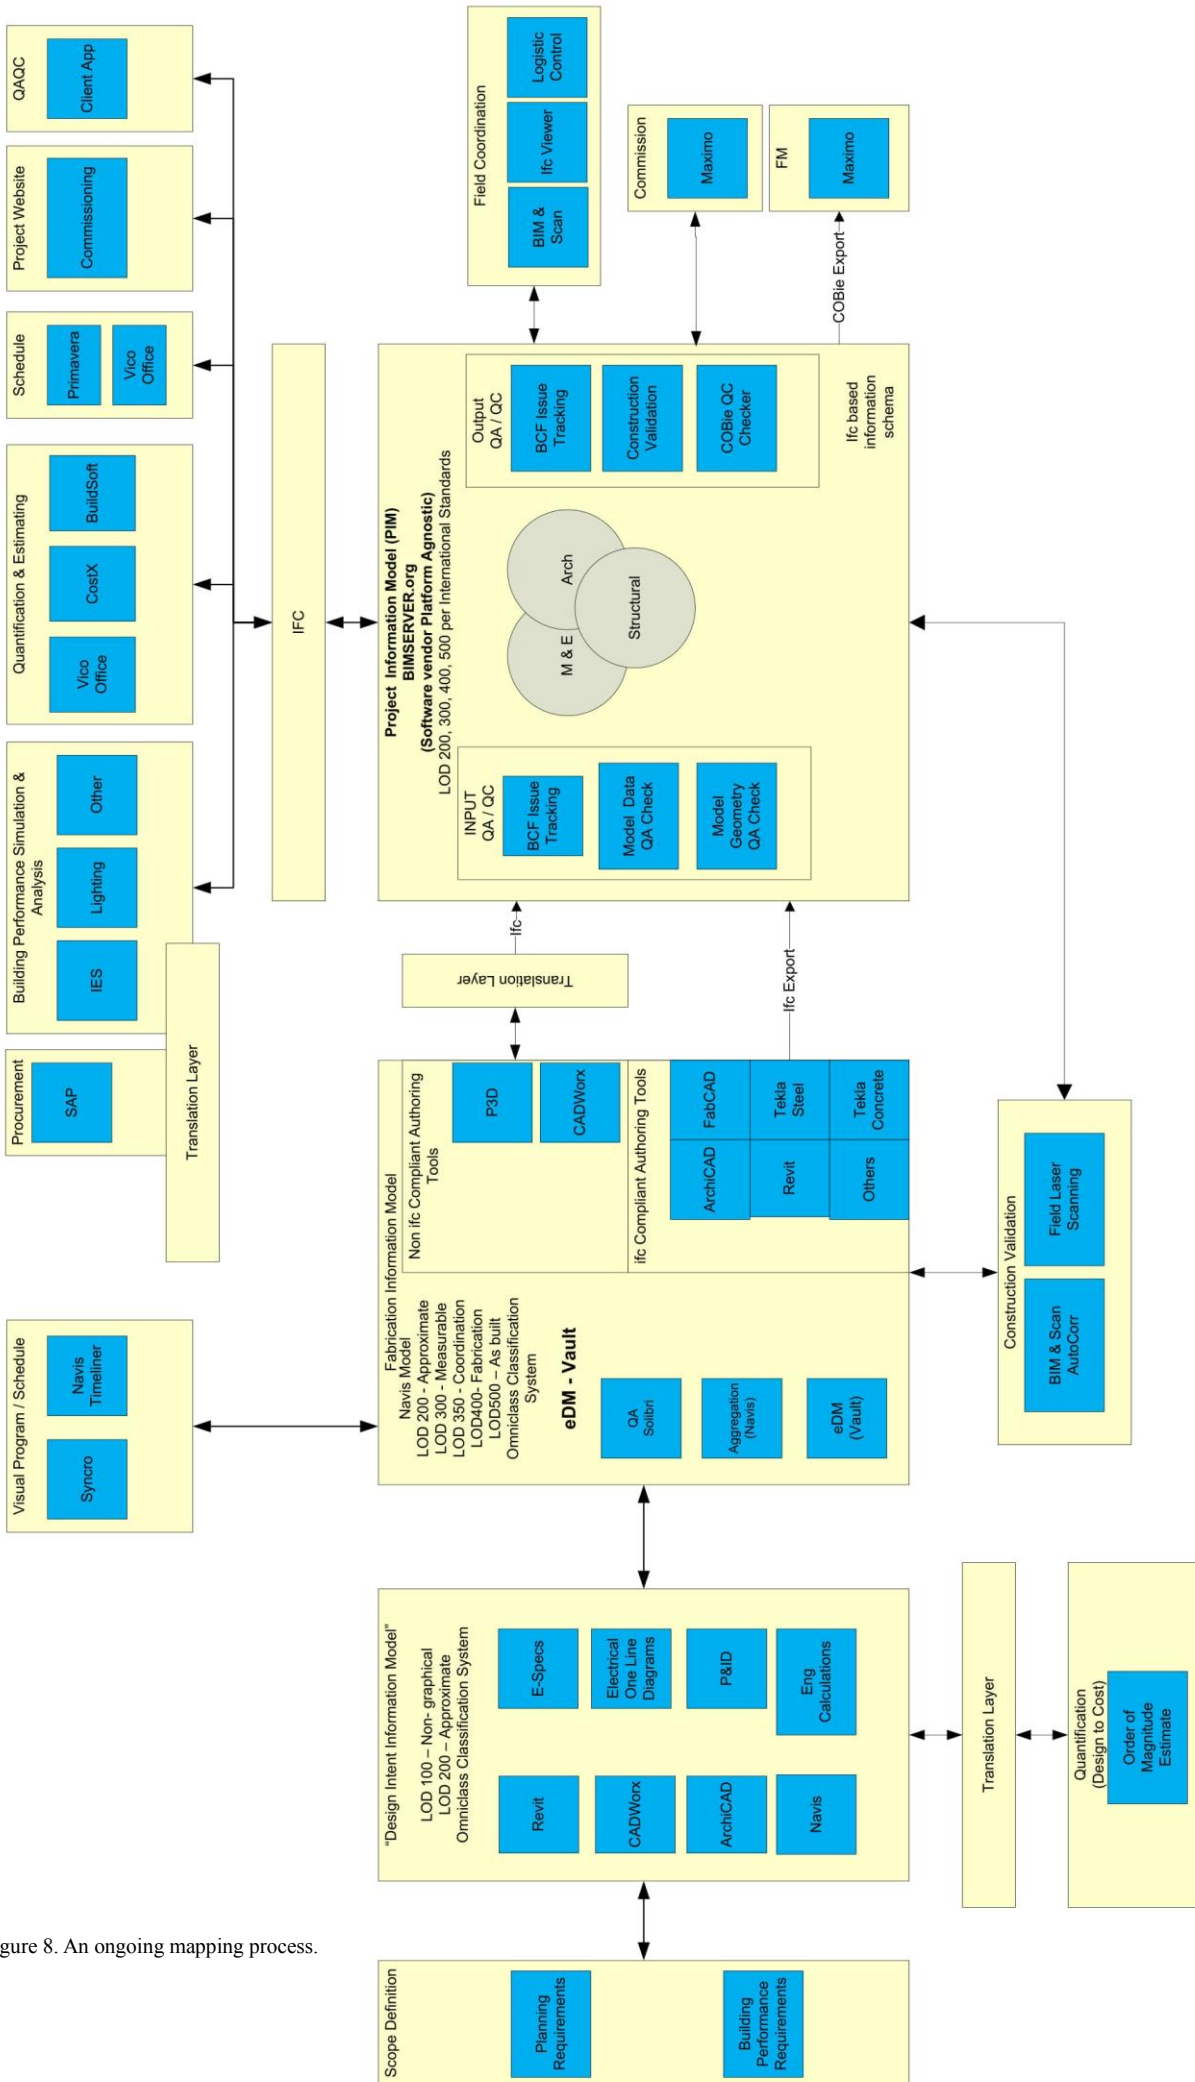 QAQC
Client App
Project Website
Commissioning
Schedule
Primavera
Vico
Office
Quantification & Estimating
BuildSoft
CostX
Vico
Office
Building Performance Simulation &
Analysis
Other
Lighting
IES
Procurement
SAP
Translation Layer
Visual Program / Schedule
Navis
Timeliner
Syncro
IFC
Field Coordination
Logistic
Control
Ifc Viewer
BIM &
Scan
Commission
Maximo
FM
Maximo
COBie Export
Project Information Model (PIM)
BIMSERVER.org
(Software vendor Platform Agnostic)
LOD 200, 300, 400, 500 per International Standards
Output
QA / QC
BCF Issue
Tracking
Construction
Validation
COBie QC
Checker
Ifc based
information
schema
Arch
M & E
Structural
INPUT
QA / QC
BCF Issue
Tracking
Model Data
QA Check
Model
Geometry
QA Check
Ifc
Translation Layer
Ifc Export
Fabrication Information Model
Navis Model
LOD 200 - Approximate
LOD 300 - Measurable
LOD 350 - Coordination
LOD400- Fabrication
LOD500 – As built
Omniclass Classification
System
eDM - Vault
QA
Solibri
Aggregation
(Navis)
eDM
(Vault)
Non ifc Compliant Authoring
Tools
P3D
CADWorx
ifc Compliant Authoring Tools
ArchiCAD
FabCAD
Revit
Tekla
Steel
Others
Tekla
Concrete
Construction Validation
Field Laser
Scanning
BIM & Scan
AutoCorr
"Design Intent Information Model”
LOD 100 – Non- graphical
LOD 200 – Approximate
Omniclass Classification System
E-Specs
Electrical
One Line
Diagrams
P&ID
Eng
Calculations
Revit
CADWorx
ArchiCAD
Navis
Translation Layer
Quantification
(Design to Cost)
Order of
Magnitude
Estimate
gure 8. An ongoing mapping process.
Scope Definition
Planning
Requirements
Building
Performance
Requirements